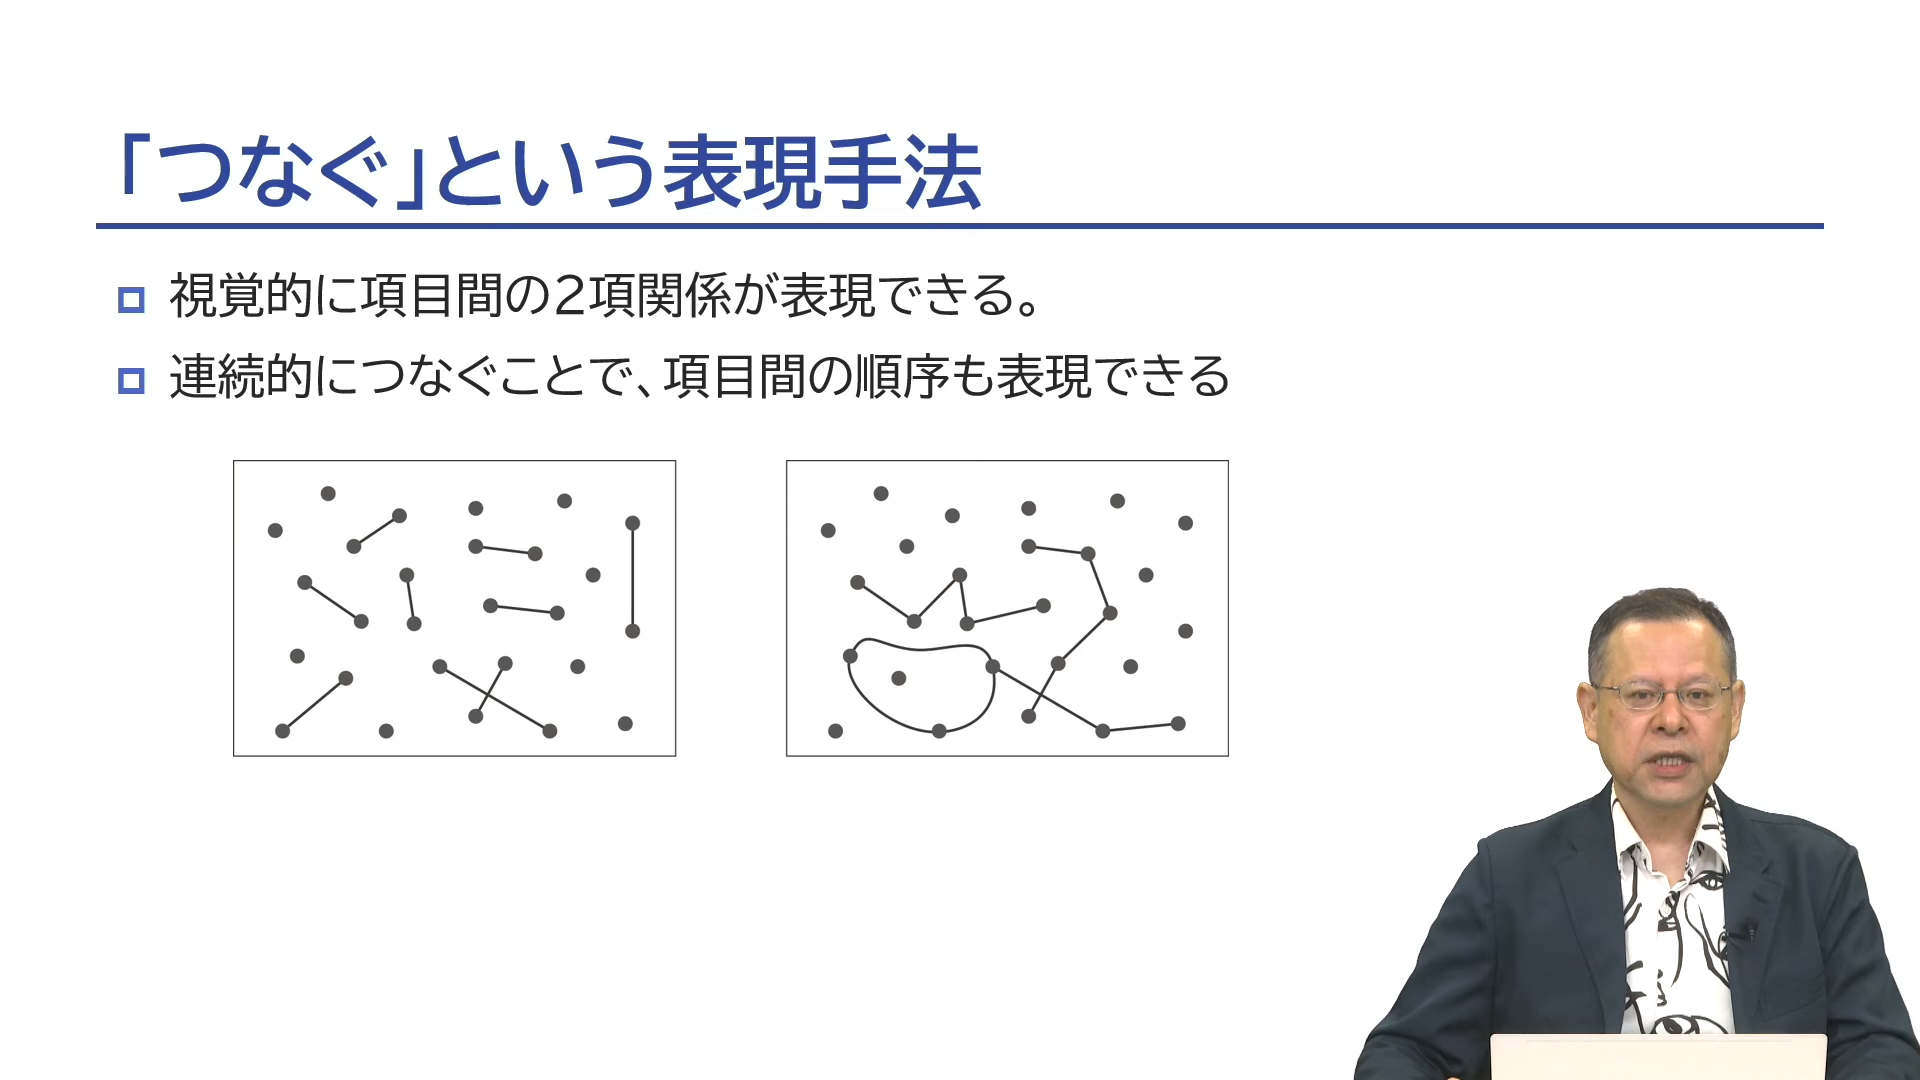 「つなぐ」という表現手法
視覚的に項目間の2項関係が表現できる。
連続的につなぐことで、項目間の順序も表現できる